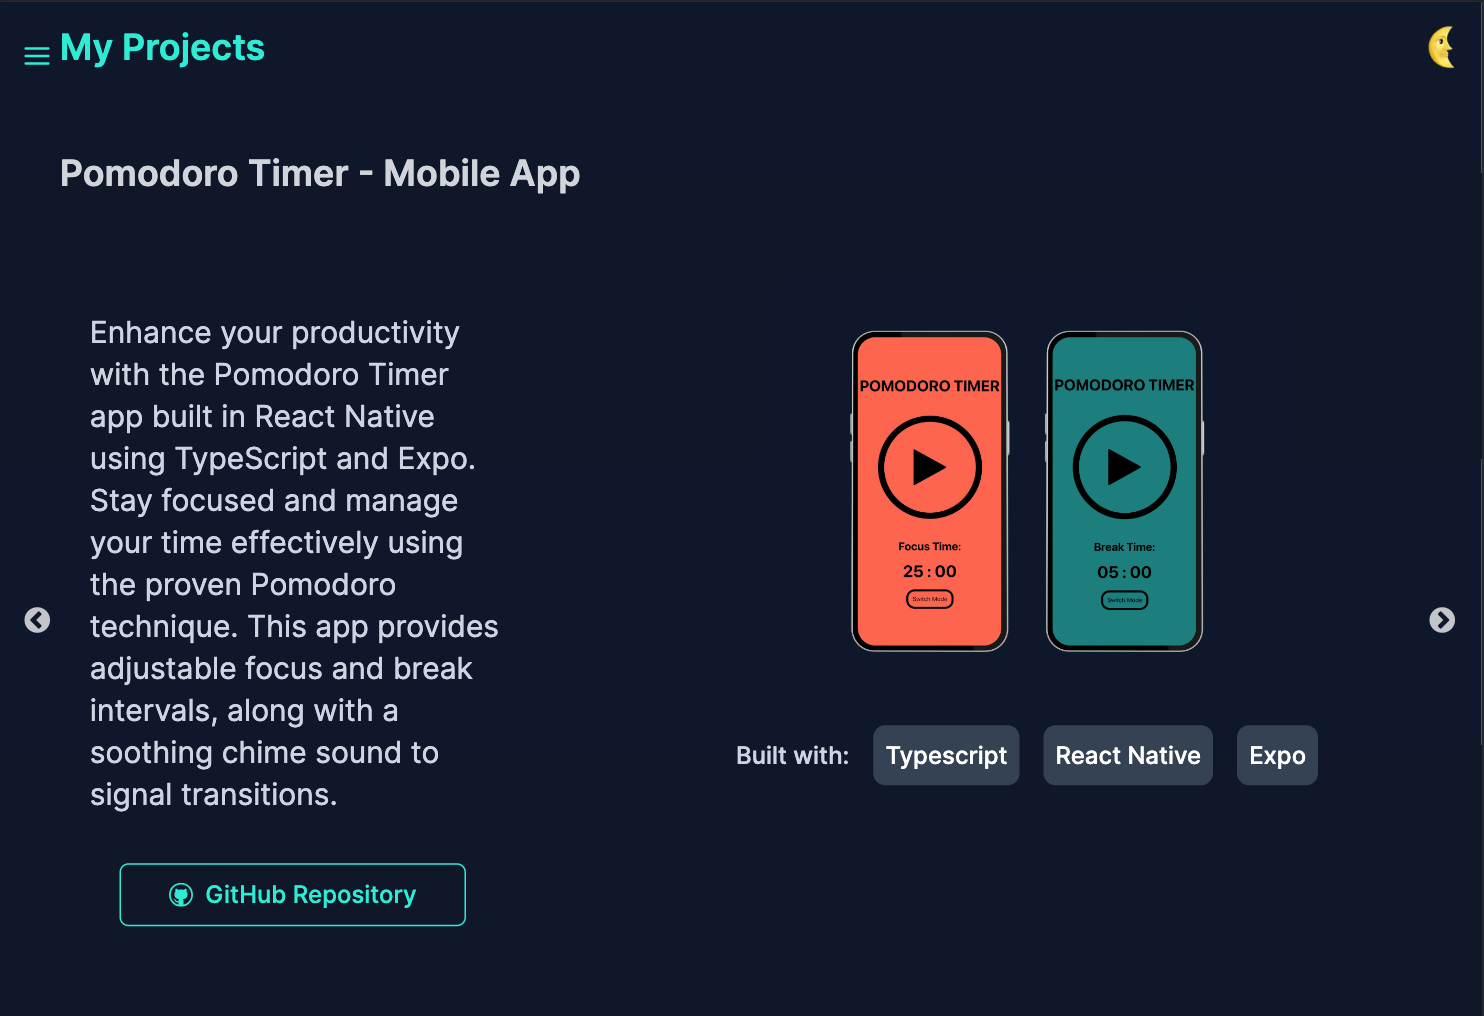 My Projects
Pomodoro Timer - Mobile App
Enhance your productivity
with the Pomodoro Timer
app built in React Native
using TypeScript and Expo.
Stay focused and manage
your time effectively using
the proven Pomodoro
technique. This app provides
adjustable focus and break
intervals, along with a
soothing chime sound to
signal transitions.
GitHub Repository
POMODORO TIMER
Focus Time:
25 : 00
Switch Mode
POMODORO TIMER
Break Time:
05 : 00
Switch Mode
Built with:
Typescript
React Native
Expo